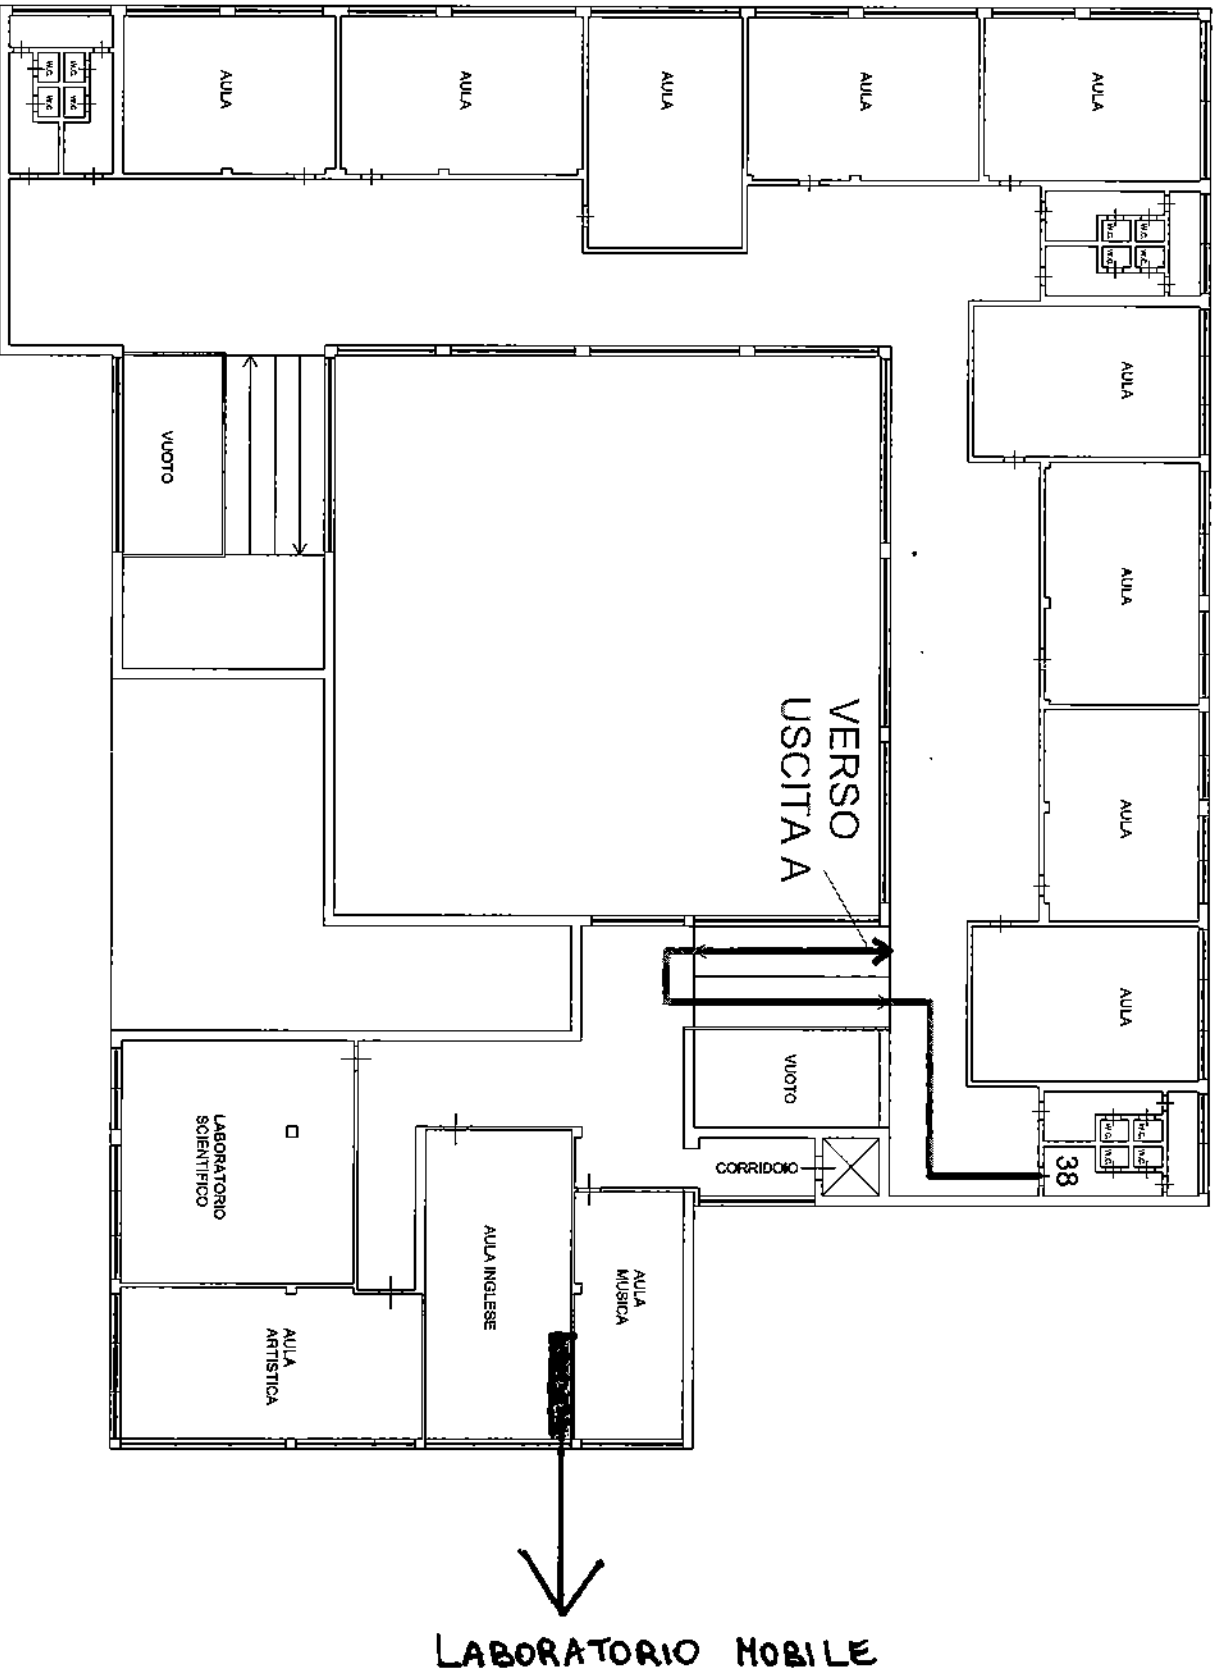 AULA
AULA
AULA
AULA
AULA
W.C.
W.C.
W.C.
W.C.
W.C.
W.C.
W.C.
W.C.
AULA
VUOTO
AULA
VERSO
USCITA A
AULA
AULA
VUOTO
W.C.
W.C.
W.C.
W.C.
38
CORRIDOIO
LABORATORIO
SCIENTIFICO
AULA INGLESE
AULA
MUSICA
AULA
ARTISTICA
LABORATORIO MOBILE